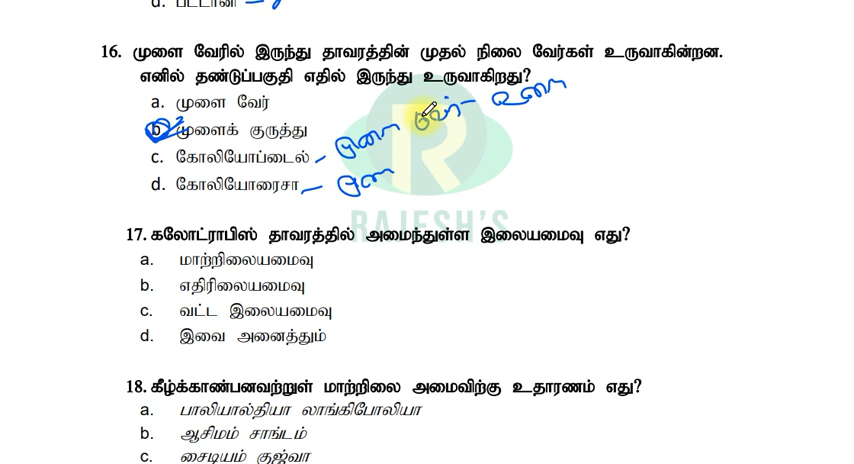 d. பட்டாணி
16. முளை வேரில் இருந்து தாவரத்தின் முதல் நிலை வேர்கள் உருவாகின்றன.
எனில் தண்டுப்பகுதி எதில் இருந்து உருவாகிறது?
a. முளை வேர்
b. முளைக் குருத்து
c. கோலியோப்டைல் – முளை வேர் – உறை
d. கோலியோரைசா – முளை
RAJESH'S
17. கலோட்ராபிஸ் தாவரத்தில் அமைந்துள்ள இலையமைவு எது?
a. மாற்றிலையமைவு
b. எதிரிலையமைவு
c. வட்ட இலையமைவு
d. இவை அனைத்தும்
18. கீழ்க்காண்பனவற்றுள் மாற்றிலை அமைவிற்கு உதாரணம் எது?
a. பாலியால்தியா லாங்கிபோலியா
b. ஆசிமம் சாங்டம்
c. சைடியம் குஜ்வா